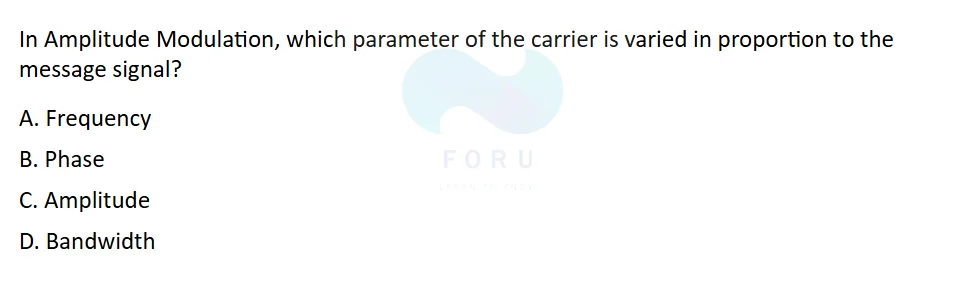 In Amplitude Modulation, which parameter of the carrier is varied in proportion to the
message signal?
A. Frequency
B. Phase
C. Amplitude
D. Bandwidth
FORU